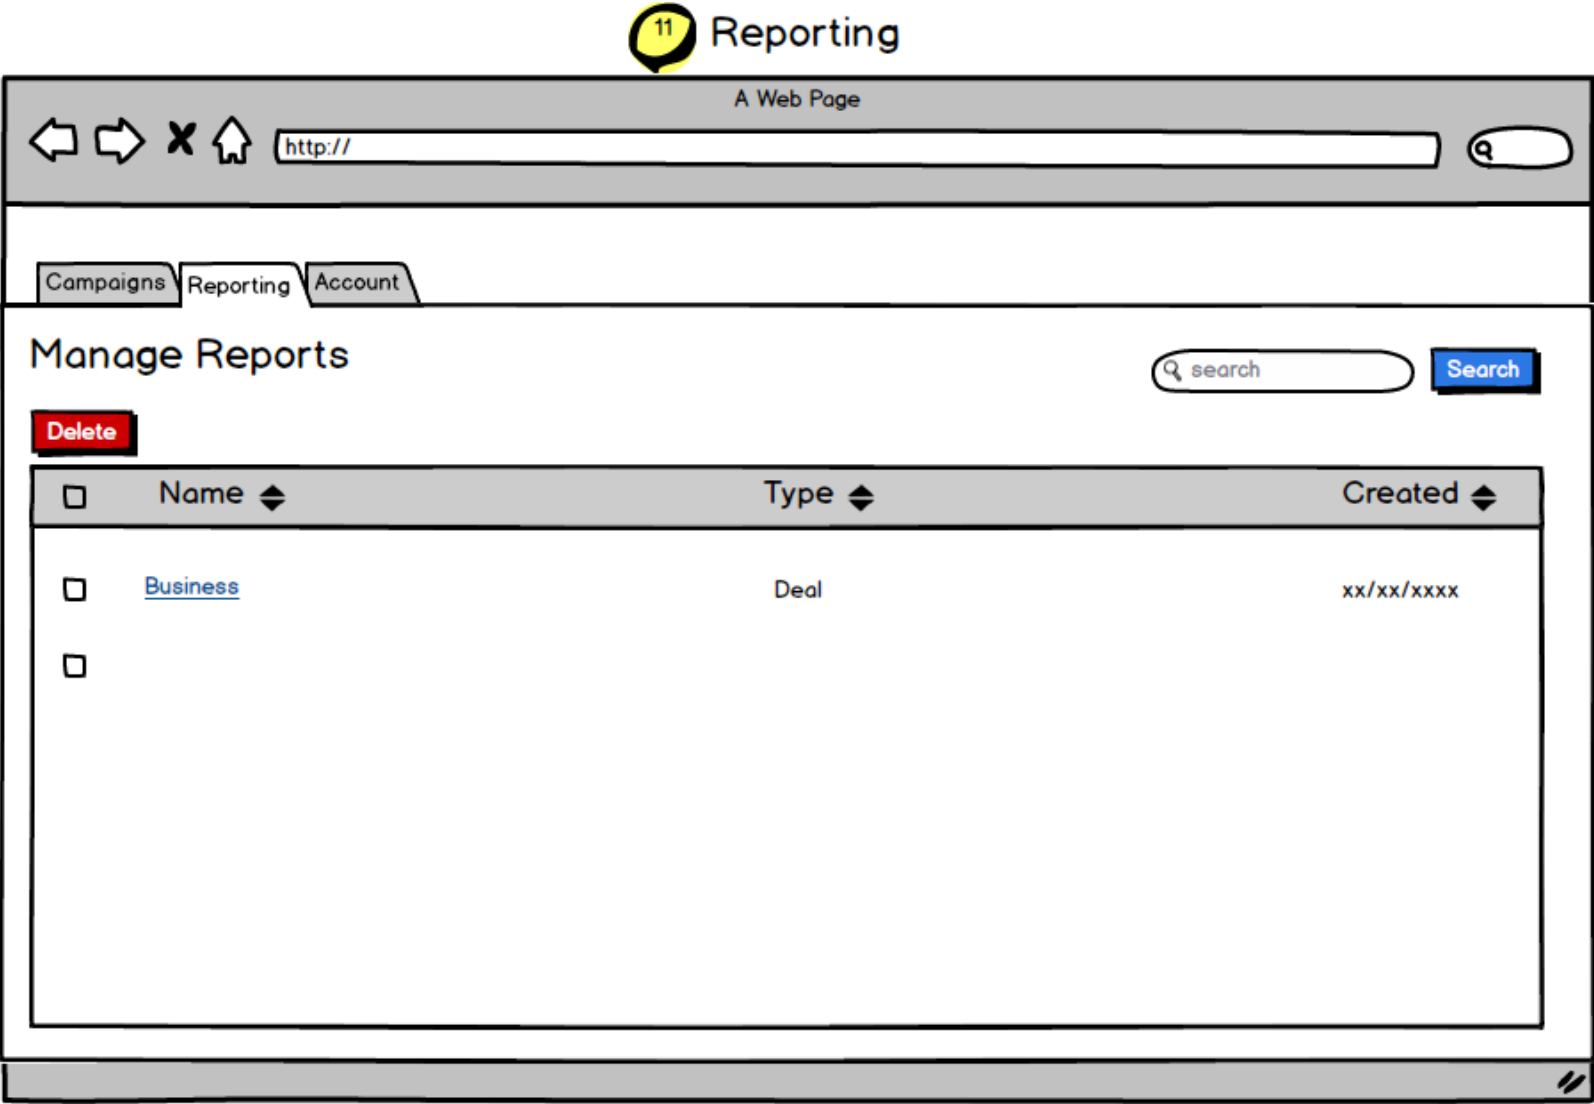 11 Reporting
A Web Page
http://
Campaigns Reporting Account
Manage Reports
search Search
Delete
Name Type Created
Business Deal xx/xx/xxxx